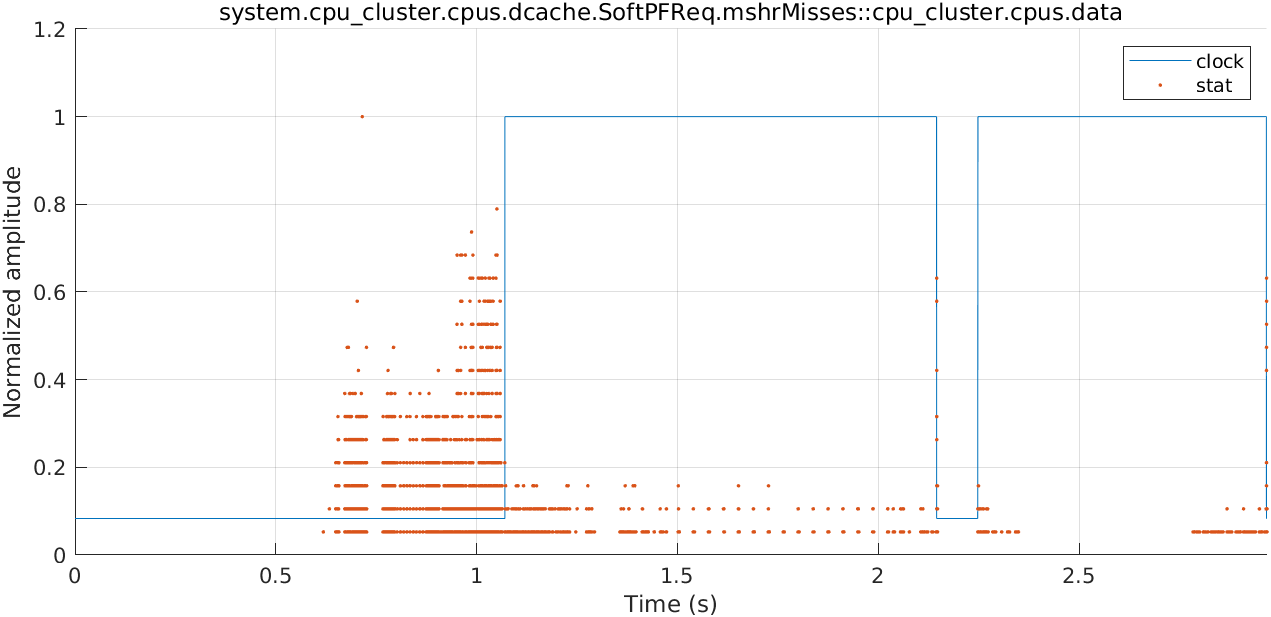 system.cpu_cluster.cpus.dcache.SoftPFReq.mshrMisses::cpu_cluster.cpus.data
1.2
clock
stat
1
0.8
0.6
0.4
0.2
0
Normalized amplitude
0 0.5 1 1.5 2 2.5
Time (s)